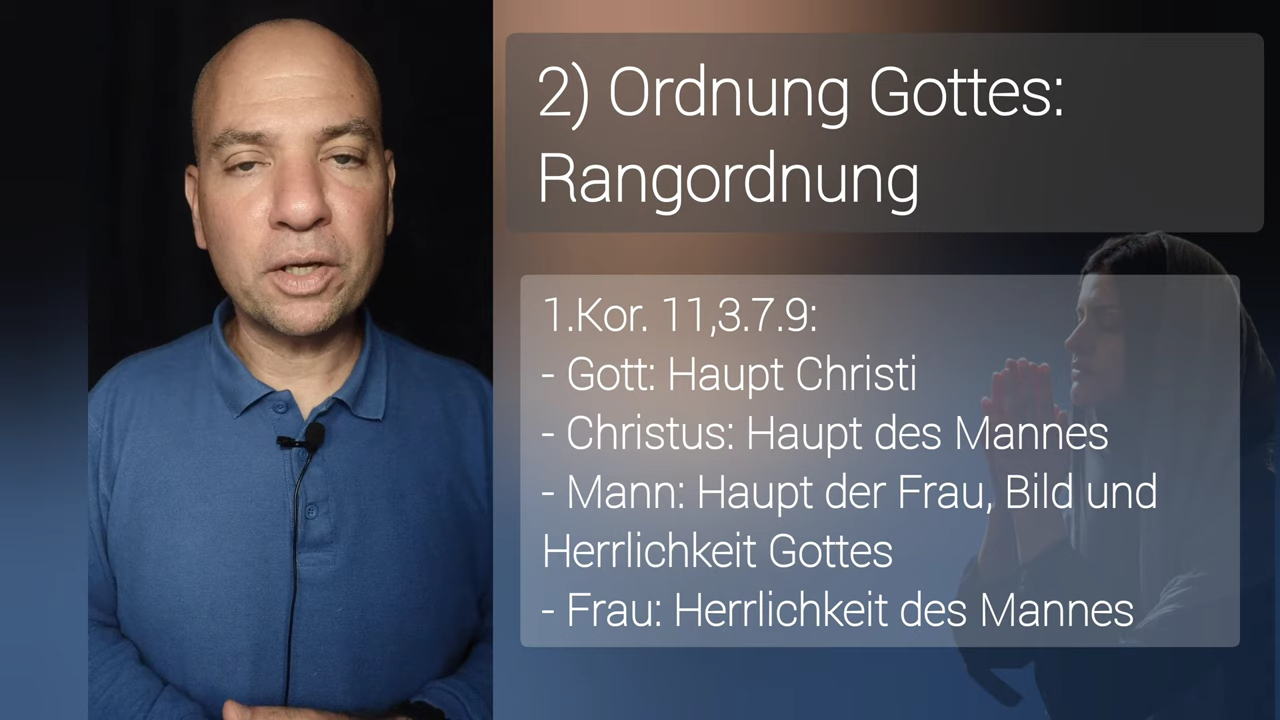 2) Ordnung Gottes:
Rangordnung
1.Kor. 11,3.7.9:
- Gott: Haupt Christi
- Christus: Haupt des Mannes
- Mann: Haupt der Frau, Bild und
Herrlichkeit Gottes
- Frau: Herrlichkeit des Mannes